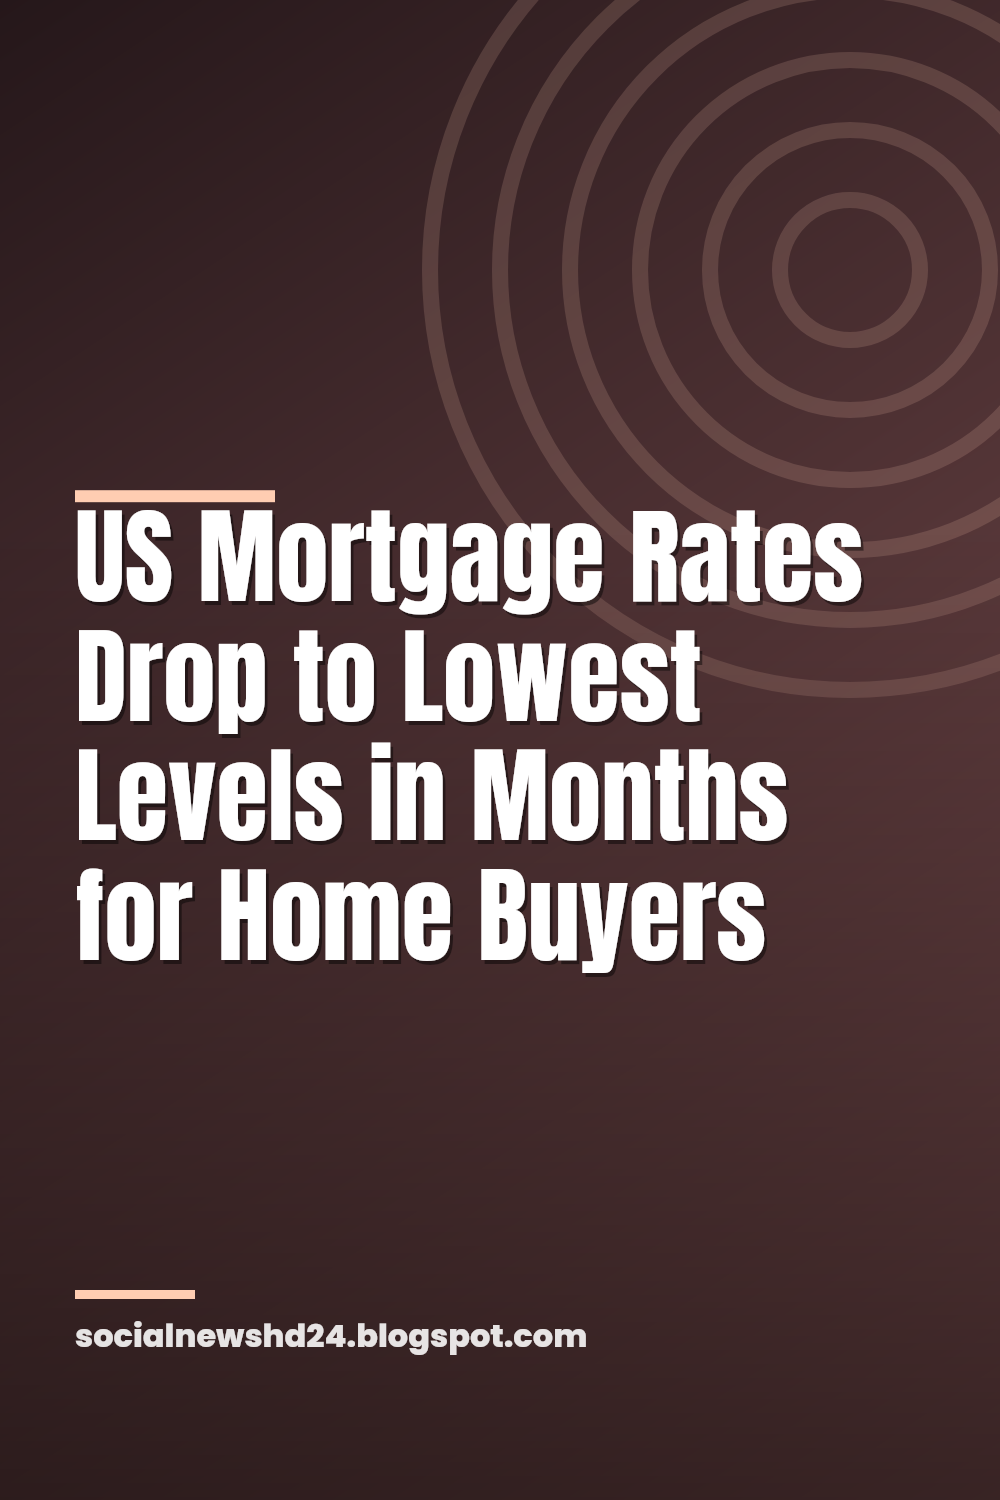 US Mortgage Rates
Drop to Lowest
Levels in Months
for Home Buyers
socialnewshd24.blogspot.com